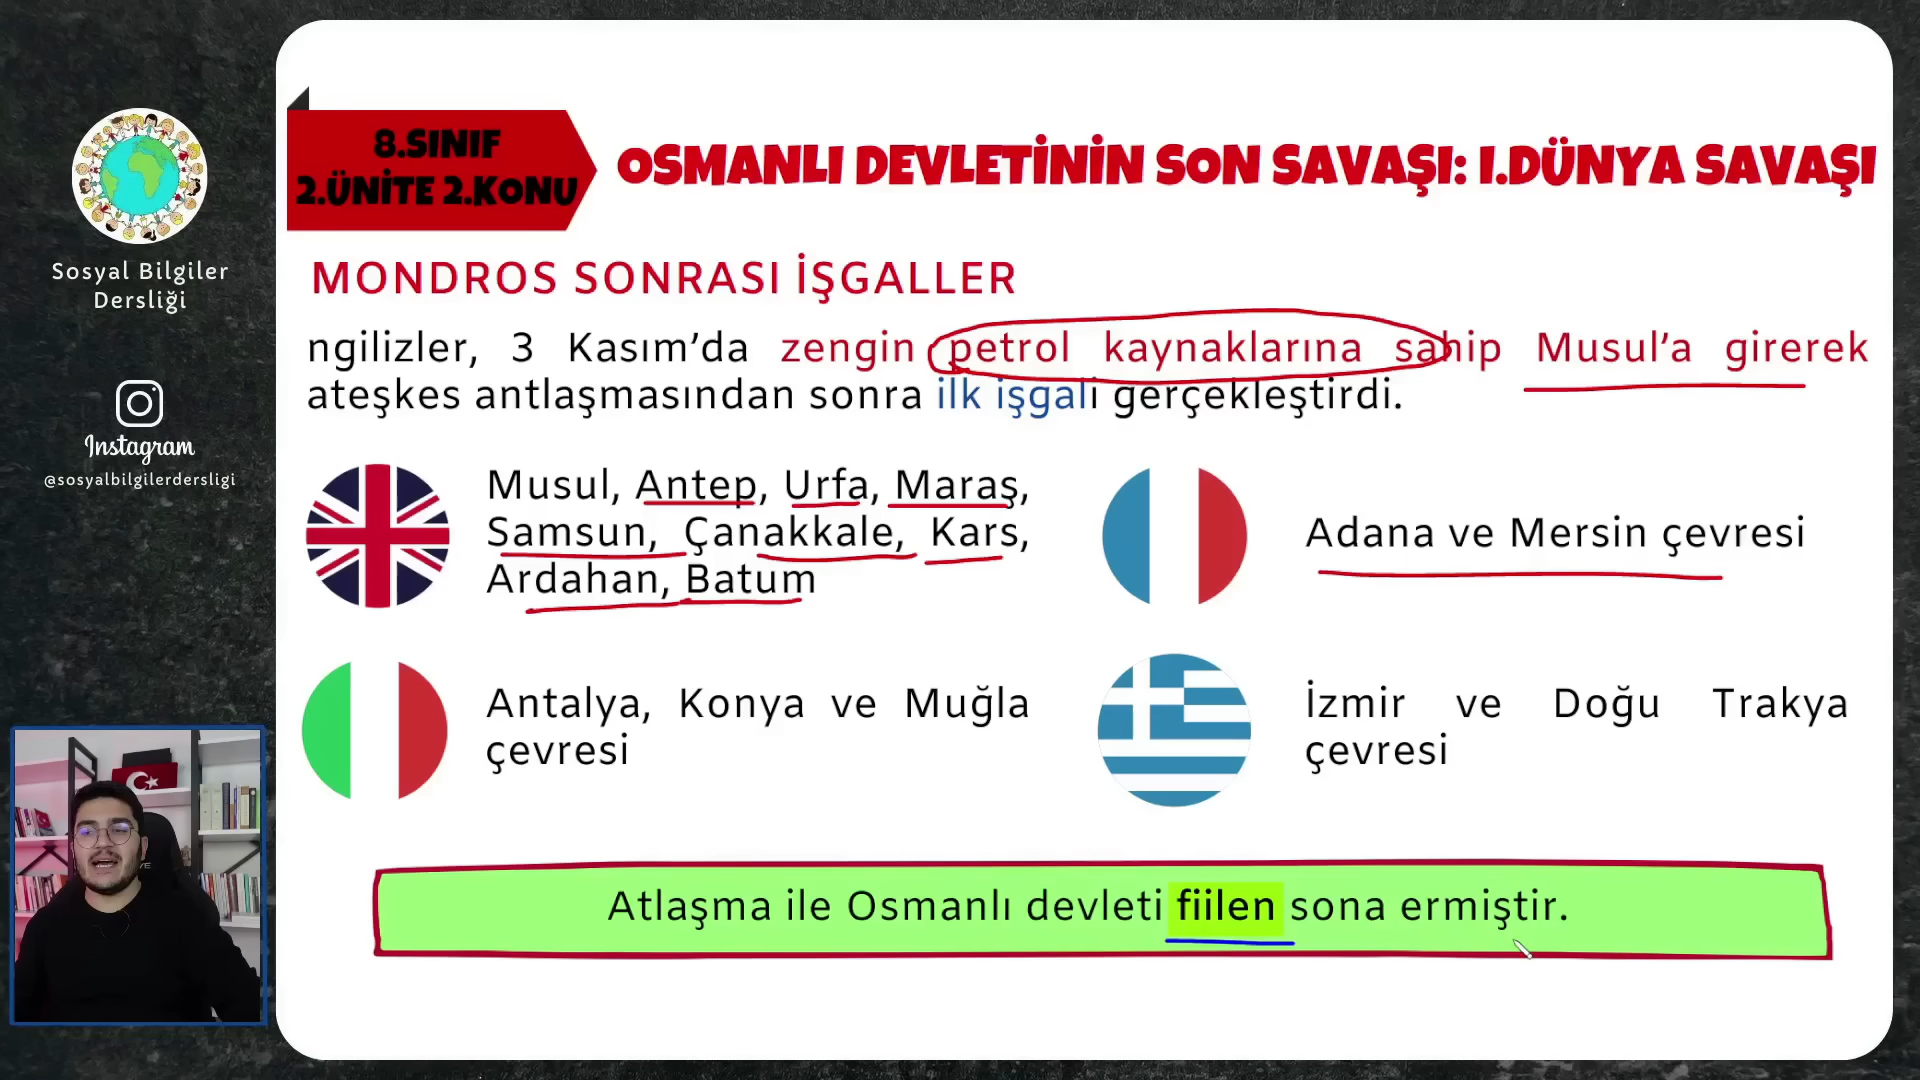 8.SINIF
2.ÜNİTE 2.KONU
OSMANLI DEVLETİNİN SON SAVAŞI: I.DÜNYA SAVAŞI
Sosyal Bilgiler
Dersliği
Instagram
@sosyalbilgilerdersligi
MONDROS SONRASI İŞGALLER
ngilizler, 3 Kasım’da zengin petrol kaynaklarına sahip Musul’a girerek
ateşkes antlaşmasından sonra ilk işgali gerçekleştirdi.
Musul, Antep, Urfa, Maraş,
Samsun, Çanakkale, Kars,
Ardahan, Batum
Adana ve Mersin çevresi
Antalya, Konya ve Muğla
çevresi
İzmir ve Doğu Trakya
çevresi
Atlaşma ile Osmanlı devleti fiilen sona ermiştir.